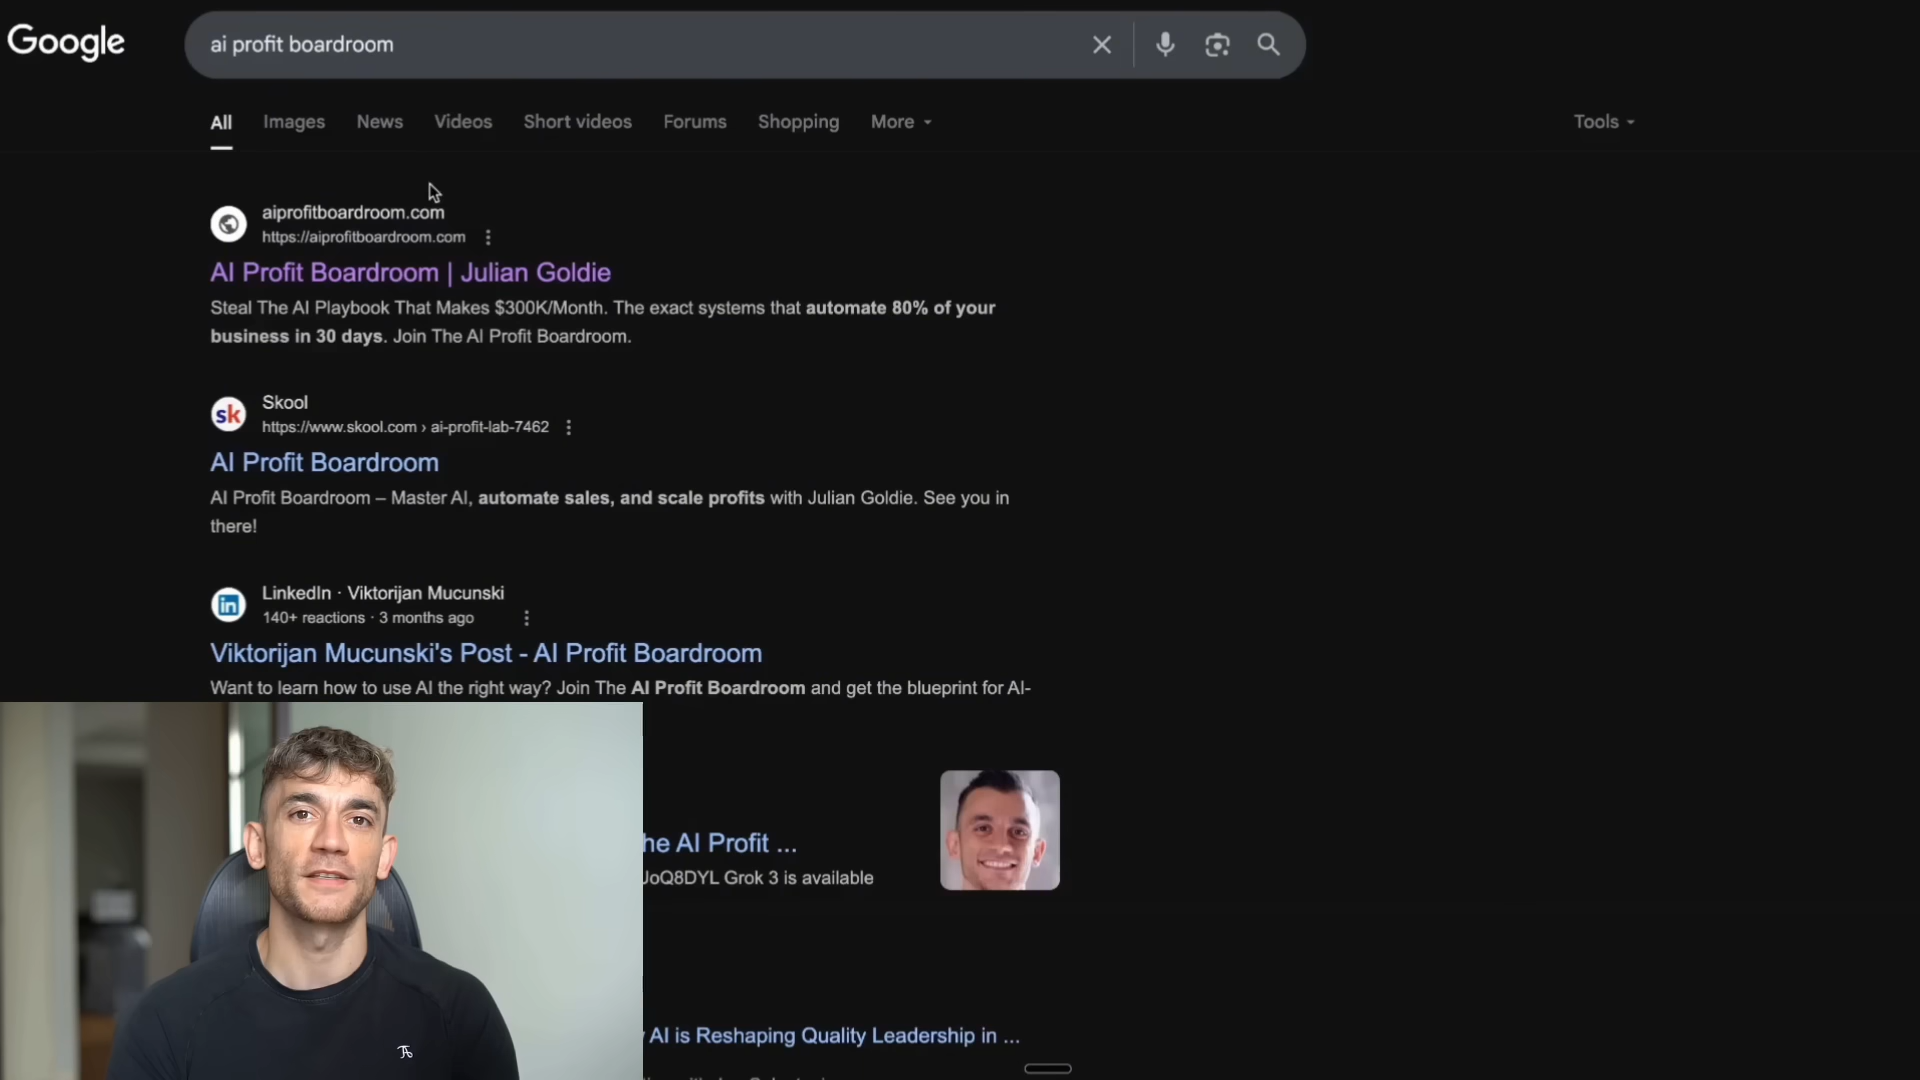 Google
ai profit boardroom
All
Images
News
Videos
Short videos
Forums
Shopping
More
Tools
aiprofitboardroom.com
https://aiprofitboardroom.com
AI Profit Boardroom | Julian Goldie
Steal The AI Playbook That Makes $300K/Month. The exact systems that automate 80% of your
business in 30 days. Join The AI Profit Boardroom.
sk
Skool
https://www.skool.com › ai-profit-lab-7462
AI Profit Boardroom
AI Profit Boardroom – Master AI, automate sales, and scale profits with Julian Goldie. See you in
there!
in
LinkedIn · Viktorijan Mucunski
140+ reactions · 3 months ago
Viktorijan Mucunski's Post - AI Profit Boardroom
Want to learn how to use AI the right way? Join The AI Profit Boardroom and get the blueprint for AI-
he AI Profit ...
JoQ8DYL Grok 3 is available
AI is Reshaping Quality Leadership in ...